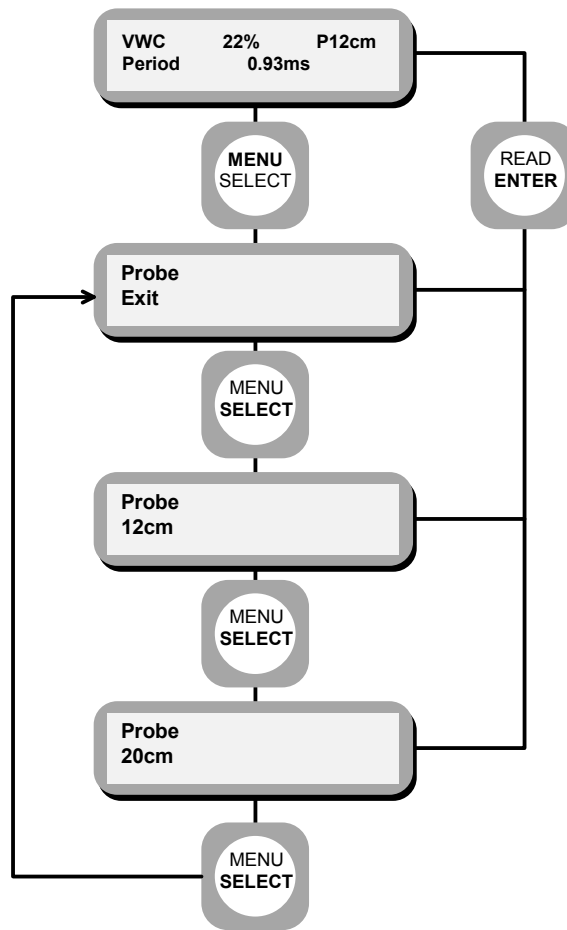 VWC 22% P12cm
Period 0.93ms
MENU
SELECT
READ
ENTER
Probe
Exit
MENU
SELECT
Probe
12cm
MENU
SELECT
Probe
20cm
MENU
SELECT